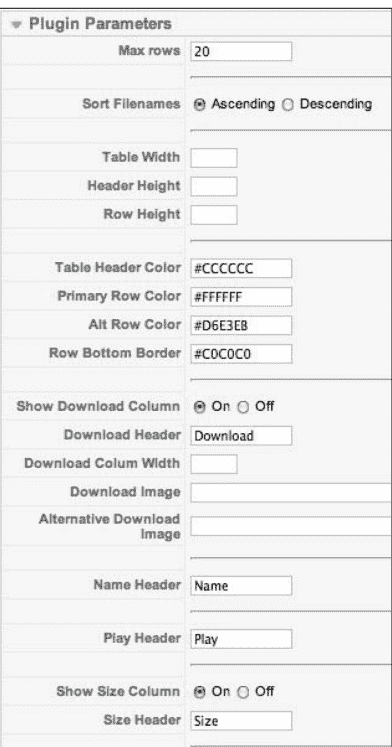 Plugin Parameters
Max rows 20
Sort Filenames Ascending Descending
Table Width
Header Height
Row Height
Table Header Color #CCCCCC
Primary Row Color #FFFFFF
Alt Row Color #D6E3EB
Row Bottom Border #C0C0C0
Show Download Column On Off
Download Header Download
Download Colum Width
Download Image
Alternative Download
Image
Name Header Name
Play Header Play
Show Size Column On Off
Size Header Size